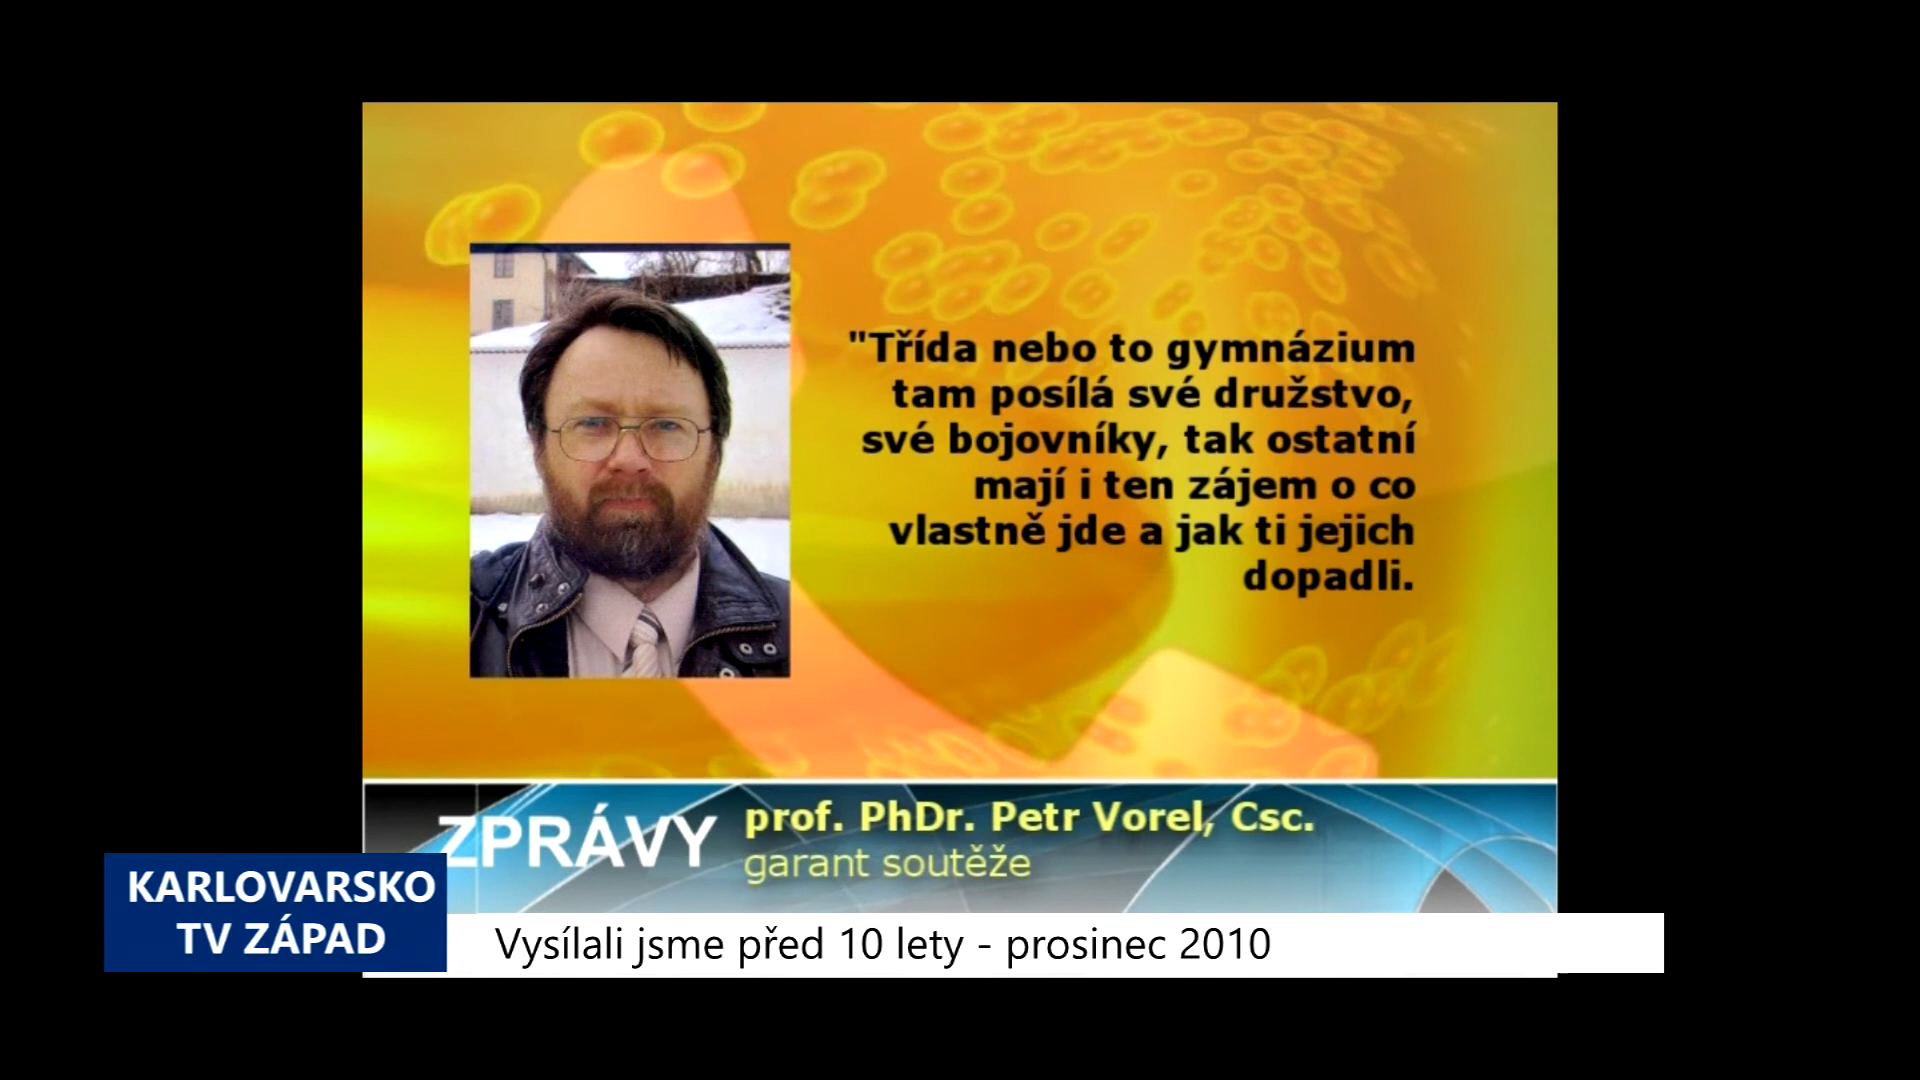 "Třída nebo to gymnázium
tam posílá své družstvo,
své bojovníky, tak ostatní
mají i ten zájem o co
vlastně jde a jak ti jejich
dopadli.
ZPRÁVY
prof. PhDr. Petr Vorel, Csc.
garant soutěže
KARLOVARSKO
TV ZÁPAD
Vysílali jsme před 10 lety - prosinec 2010